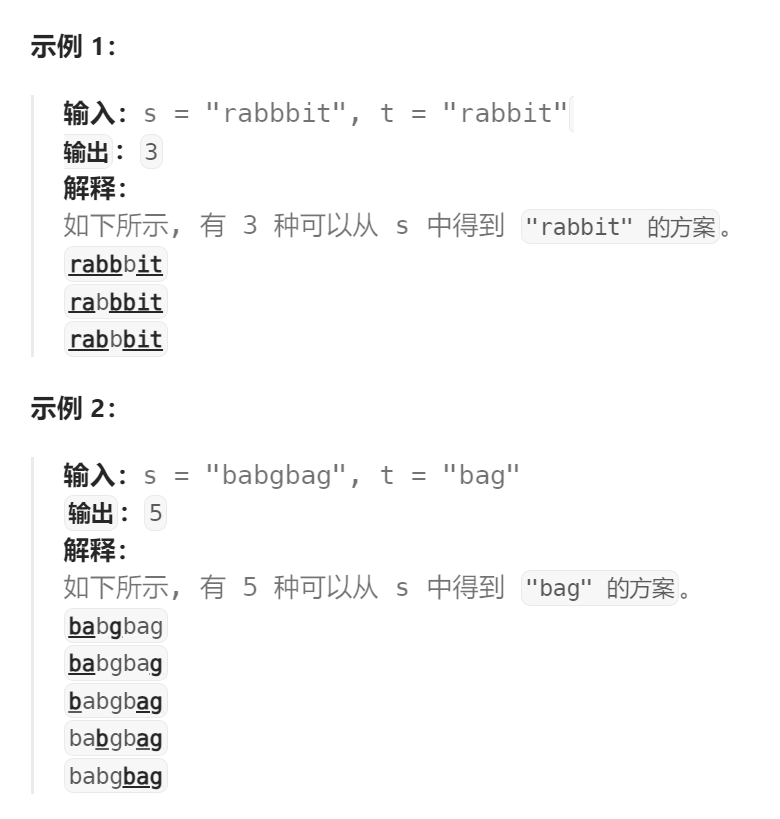 示例 1：
输入：s = "rabbbit", t = "rabbit"
输出：3
解释：
如下所示, 有 3 种可以从 s 中得到 "rabbit" 的方案。
rabbbit
rabbbit
rabbbit
示例 2：
输入：s = "babgbag", t = "bag"
输出：5
解释：
如下所示, 有 5 种可以从 s 中得到 "bag" 的方案。
babgbag
babgbag
babgbag
babgbag
babgbag